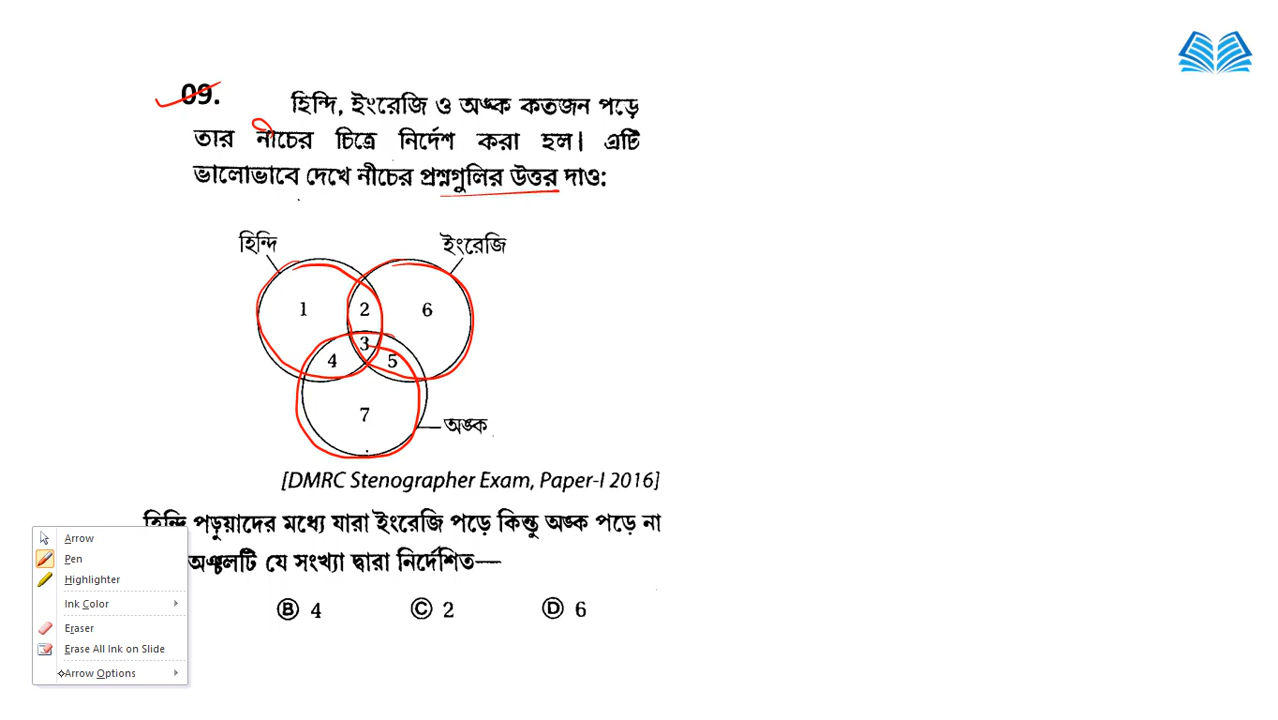 09.
হিন্দি, ইংরেজি ও অঙ্ক কতজন পড়ে
তার নীচের চিত্রে নির্দেশ করা হল। এটি
ভালোভাবে দেখে নীচের প্রশ্নগুলির উত্তর দাও:
হিন্দি ইংরেজি
1 2 6
3
4 5
7
অঙ্ক
[DMRC Stenographer Exam, Paper-I 2016]
হিন্দি পড়ুয়াদের মধ্যে যারা ইংরেজি পড়ে কিন্তু অঙ্ক পড়ে না
অঞ্চলটি যে সংখ্যা দ্বারা নির্দেশিত—
Ⓑ 4 Ⓒ 2 Ⓓ 6
Arrow
Pen
Highlighter
Ink Color
Eraser
Erase All Ink on Slide
Arrow Options